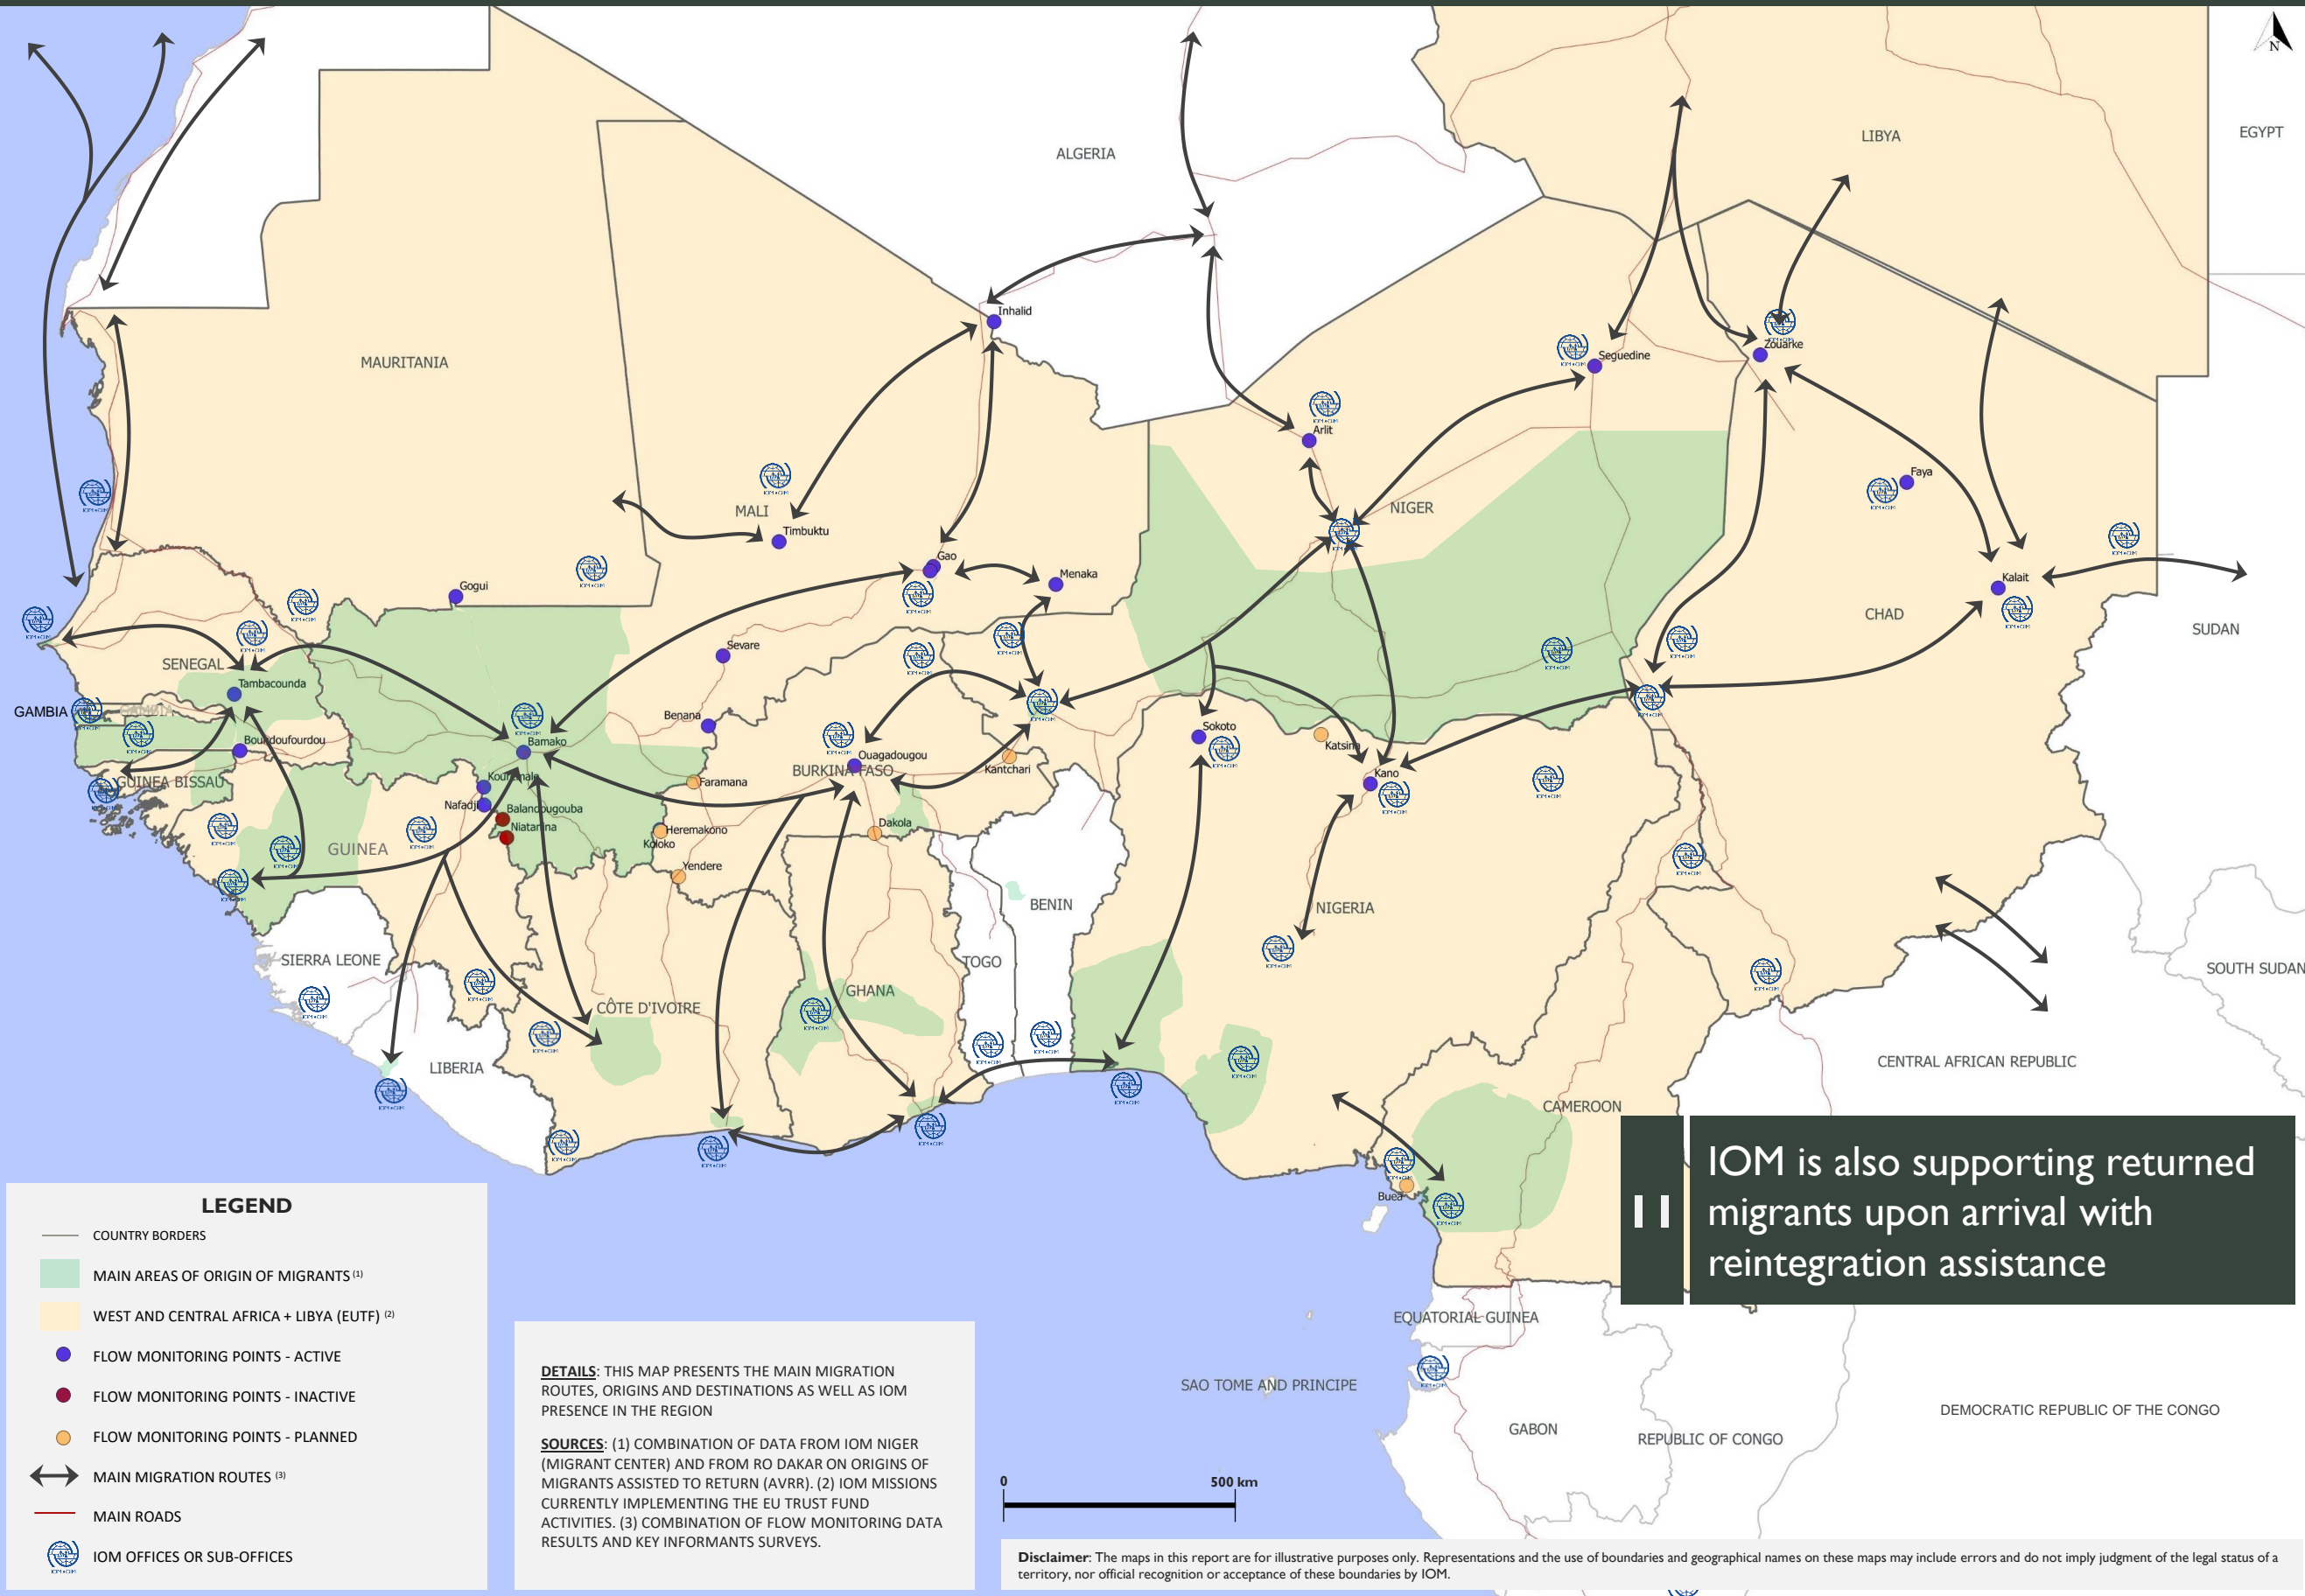 N
ALGERIA
LIBYA
EGYPT
MAURITANIA
Inhalid
Seguedine
Zouarke
Arlit
Faya
MALI
Timbuktu
NIGER
Gao
Menaka
Gogui
Kalait
CHAD
SUDAN
Sevare
SENEGAL
Tambacounda
GAMBIA
GAMBIA
Benana
Bamako
Boundoufourdou
Sokoto
Katsina
Ouagadougou
BURKINA FASO
Kantchari
GUINEA BISSAU
Kouremale
Faramana
Kano
Nafadji
Balandougouba
Niatanina
Heremakono
Koloko
Dakola
GUINEA
Yendere
BENIN
NIGERIA
SIERRA LEONE
TOGO
SOUTH SUDAN
GHANA
CÔTE D'IVOIRE
LIBERIA
CENTRAL AFRICAN REPUBLIC
CAMEROON
Buea
11
IOM is also supporting returned
migrants upon arrival with
reintegration assistance
EQUATORIAL GUINEA
SAO TOME AND PRINCIPE
GABON
REPUBLIC OF CONGO
DEMOCRATIC REPUBLIC OF THE CONGO
LEGEND
COUNTRY BORDERS
MAIN AREAS OF ORIGIN OF MIGRANTS (1)
WEST AND CENTRAL AFRICA + LIBYA (EUTF) (2)
FLOW MONITORING POINTS - ACTIVE
FLOW MONITORING POINTS - INACTIVE
FLOW MONITORING POINTS - PLANNED
MAIN MIGRATION ROUTES (3)
MAIN ROADS
IOM OFFICES OR SUB-OFFICES
DETAILS: THIS MAP PRESENTS THE MAIN MIGRATION
ROUTES, ORIGINS AND DESTINATIONS AS WELL AS IOM
PRESENCE IN THE REGION
SOURCES: (1) COMBINATION OF DATA FROM IOM NIGER
(MIGRANT CENTER) AND FROM RO DAKAR ON ORIGINS OF
MIGRANTS ASSISTED TO RETURN (AVRR). (2) IOM MISSIONS
CURRENTLY IMPLEMENTING THE EU TRUST FUND
ACTIVITIES. (3) COMBINATION OF FLOW MONITORING DATA
RESULTS AND KEY INFORMANTS SURVEYS.
0 500 km
Disclaimer: The maps in this report are for illustrative purposes only. Representations and the use of boundaries and geographical names on these maps may include errors and do not imply judgment of the legal status of a
territory, nor official recognition or acceptance of these boundaries by IOM.